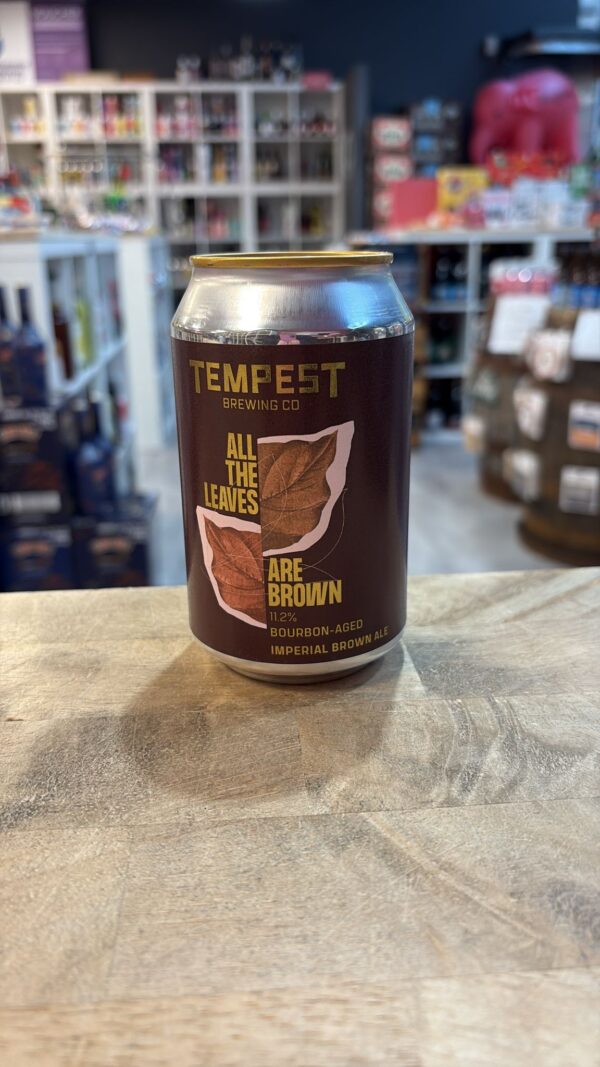 TEMPEST
BREWING CO
ALL
THE
LEAVES
ARE
BROWN
11.2%
BOURBON-AGED
IMPERIAL BROWN ALE